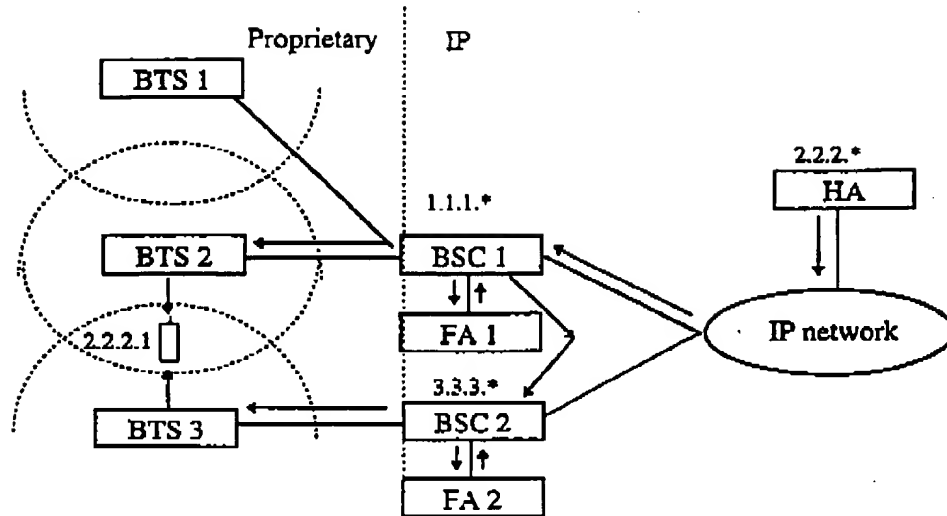 Proprietary IP
BTS 1
2.2.2.*
HA
1.1.1.*
BTS 2
BSC 1
IP network
2.2.2.1
FA 1
3.3.3.*
BTS 3
BSC 2
FA 2